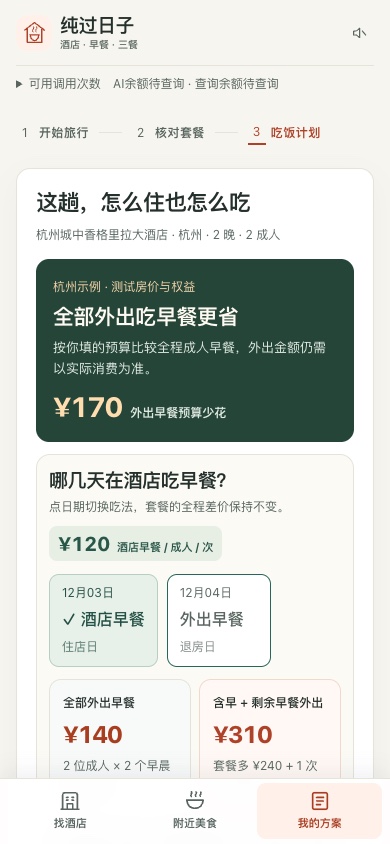 纯过日子
酒店 · 早餐 · 三餐
可用调用次数 AI余额待查询 · 查询余额待查询
1 开始旅行 2 核对套餐 3 吃饭计划
这趟，怎么住也怎么吃
杭州城中香格里拉大酒店 · 杭州 · 2 晚 · 2 成人
杭州示例 · 测试房价与权益
全部外出吃早餐更省
按你填的预算比较全程成人早餐，外出金额仍需
以实际消费为准。
¥170 外出早餐预算少花
哪几天在酒店吃早餐？
点日期切换吃法，套餐的全程差价保持不变。
¥120 酒店早餐 / 成人 / 次
12月03日 12月04日
✓ 酒店早餐 外出早餐
住店日 退房日
全部外出早餐 含早 + 剩余早餐外出
¥140 ¥310
2 位成人 × 2 个早晨 套餐多 ¥240 + 1 次
找酒店 附近美食 我的方案